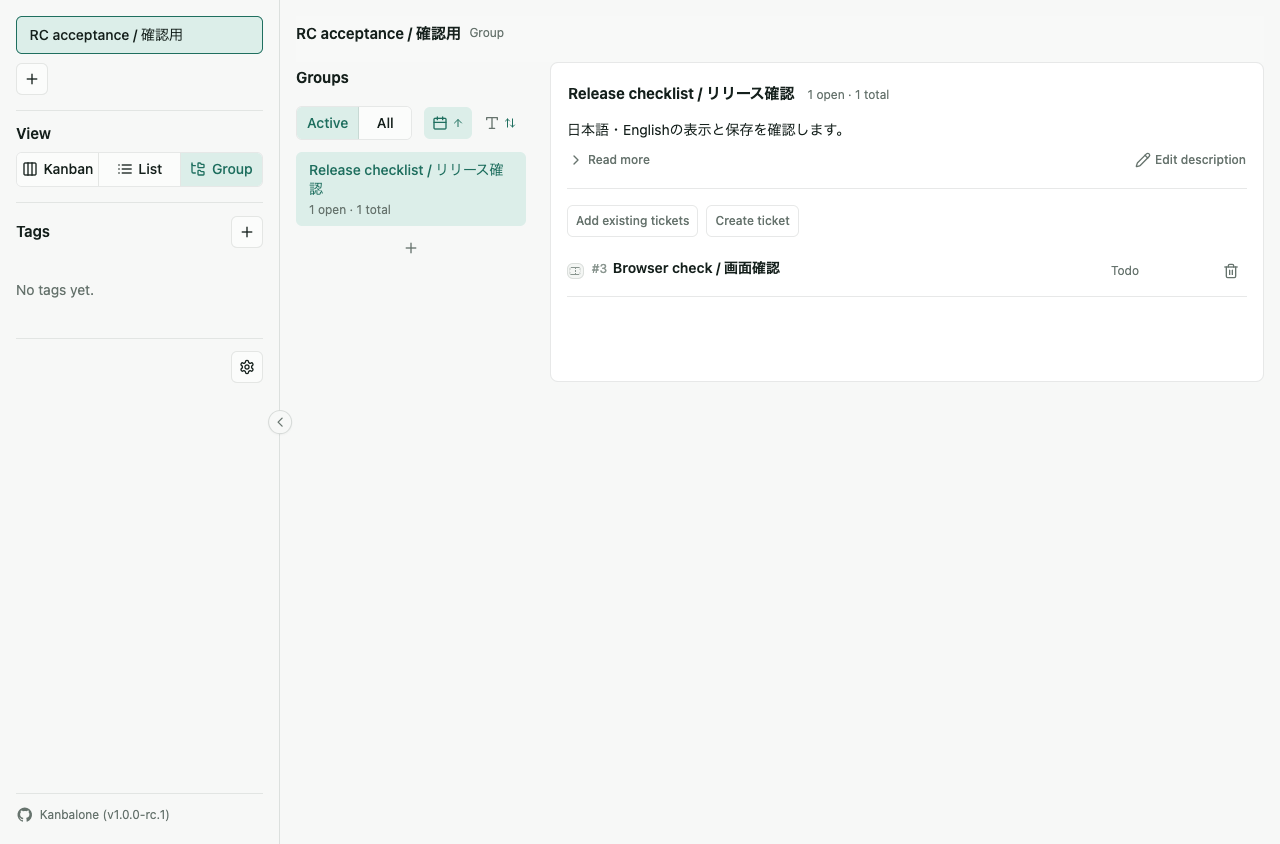 RC acceptance / 確認用
View
Kanban
List
Group
Tags
No tags yet.
Kanbalone (v1.0.0-rc.1)
RC acceptance / 確認用 Group
Groups
Active
All
Release checklist / リリース確
認
1 open · 1 total
Release checklist / リリース確認 1 open · 1 total
日本語・Englishの表示と保存を確認します。
Read more
Edit description
Add existing tickets
Create ticket
#3 Browser check / 画面確認
Todo